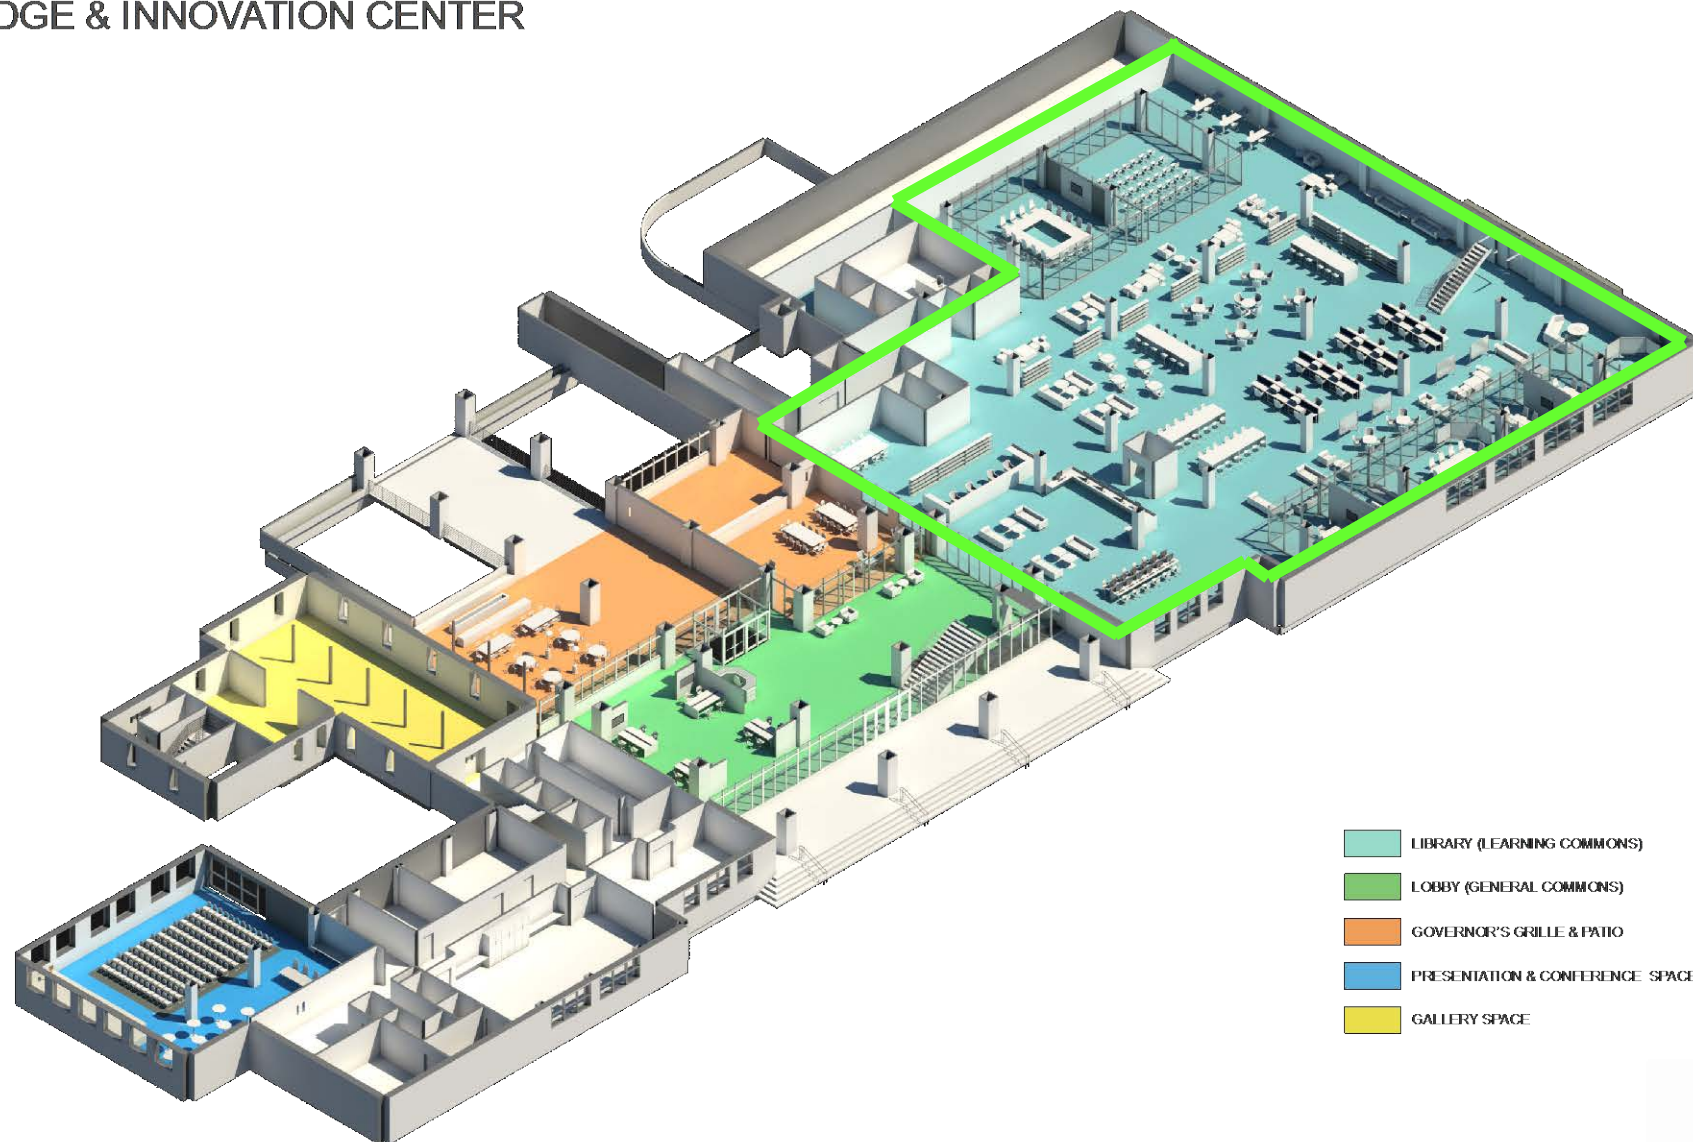 DGE & INNOVATION CENTER
LIBRARY (LEARNING COMMONS)
LOBBY (GENERAL COMMONS)
GOVERNOR'S GRILLE & PATIO
PRESENTATION & CONFERENCE SPACE
GALLERY SPACE